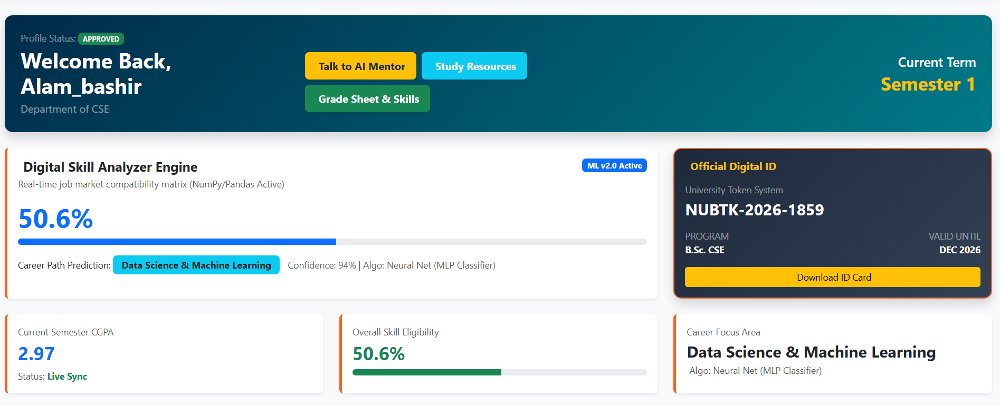 Profile Status: APPROVED
Welcome Back,
Alam_bashir
Department of CSE
Talk to AI Mentor
Study Resources
Grade Sheet & Skills
Current Term
Semester 1
Digital Skill Analyzer Engine
ML v2.0 Active
Real-time job market compatibility matrix (NumPy/Pandas Active)
50.6%
Career Path Prediction: Data Science & Machine Learning Confidence: 94% | Algo: Neural Net (MLP Classifier)
Official Digital ID
University Token System
NUBTK-2026-1859
PROGRAM
B.Sc. CSE
VALID UNTIL
DEC 2026
Download ID Card
Current Semester CGPA
2.97
Status: Live Sync
Overall Skill Eligibility
50.6%
Career Focus Area
Data Science & Machine Learning
Algo: Neural Net (MLP Classifier)